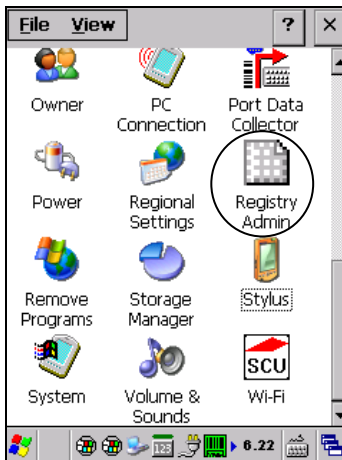 File View ? ×
Owner PC Connection Port Data Collector
Power Regional Settings Registry Admin
Remove Programs Storage Manager Stylus
SCU
System Volume & Sounds Wi-Fi
123 6.22